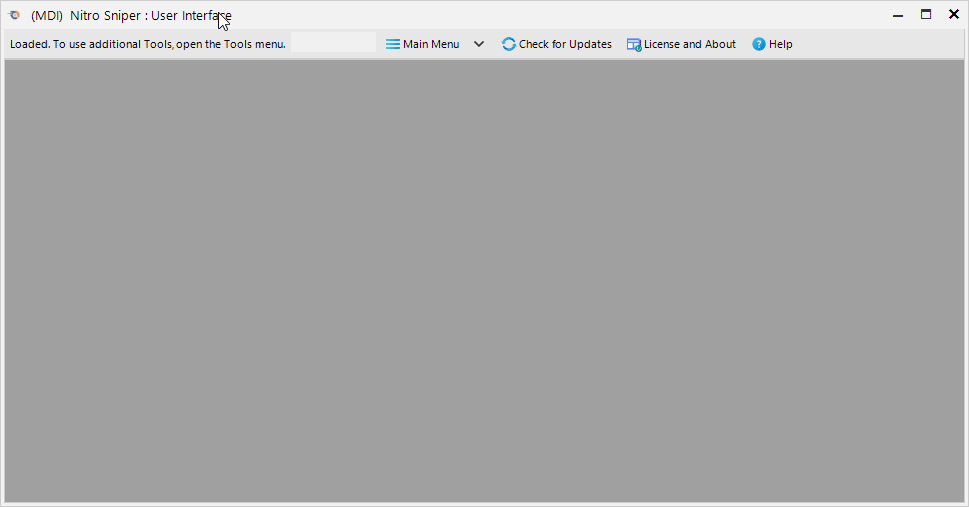 (MDI) Nitro Sniper : User Interface
Loaded. To use additional Tools, open the Tools menu. Main Menu Check for Updates License and About ? Help